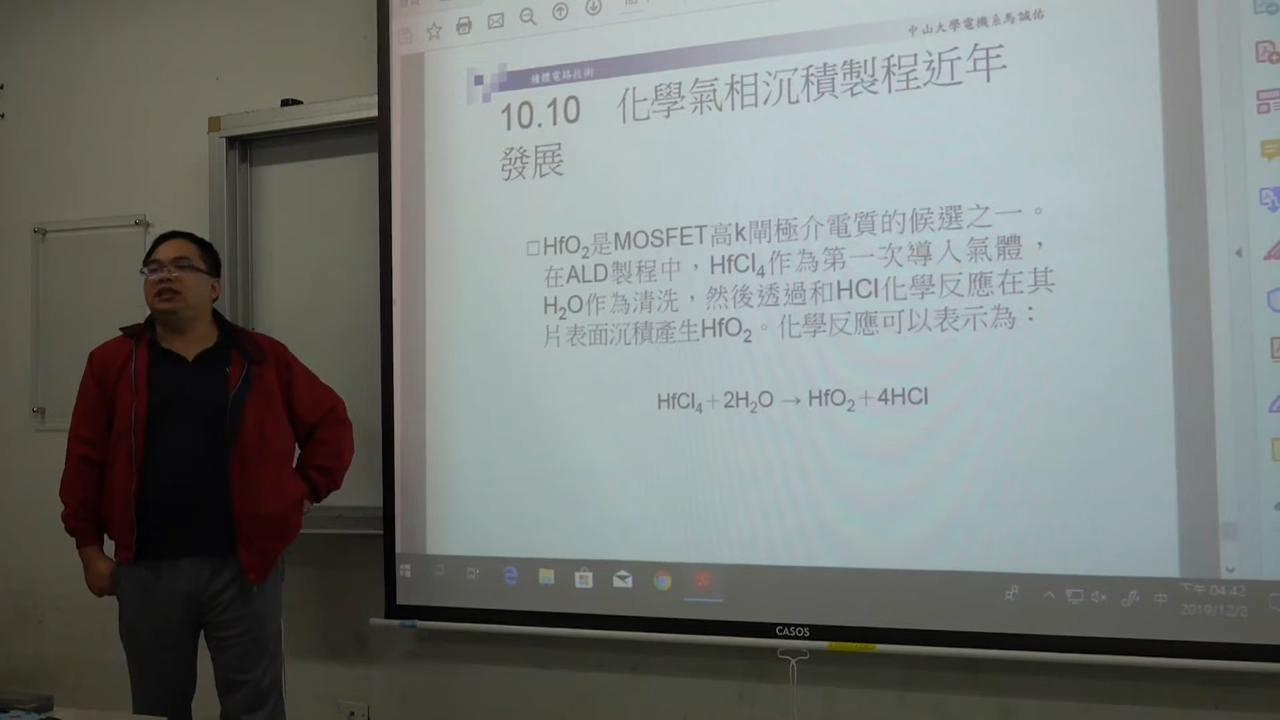 中山大學電機系馬誠佑
積體電路技術
10.10 化學氣相沉積製程近年
發展
□HfO₂是MOSFET高k閘極介電質的候選之一。
在ALD製程中，HfCl₄作為第一次導入氣體，
H₂O作為清洗，然後透過和HCl化學反應在其
片表面沉積產生HfO₂。化學反應可以表示為：
HfCl₄＋2H₂O → HfO₂＋4HCl
中
下午 04:42
2019/12/2
CASOS